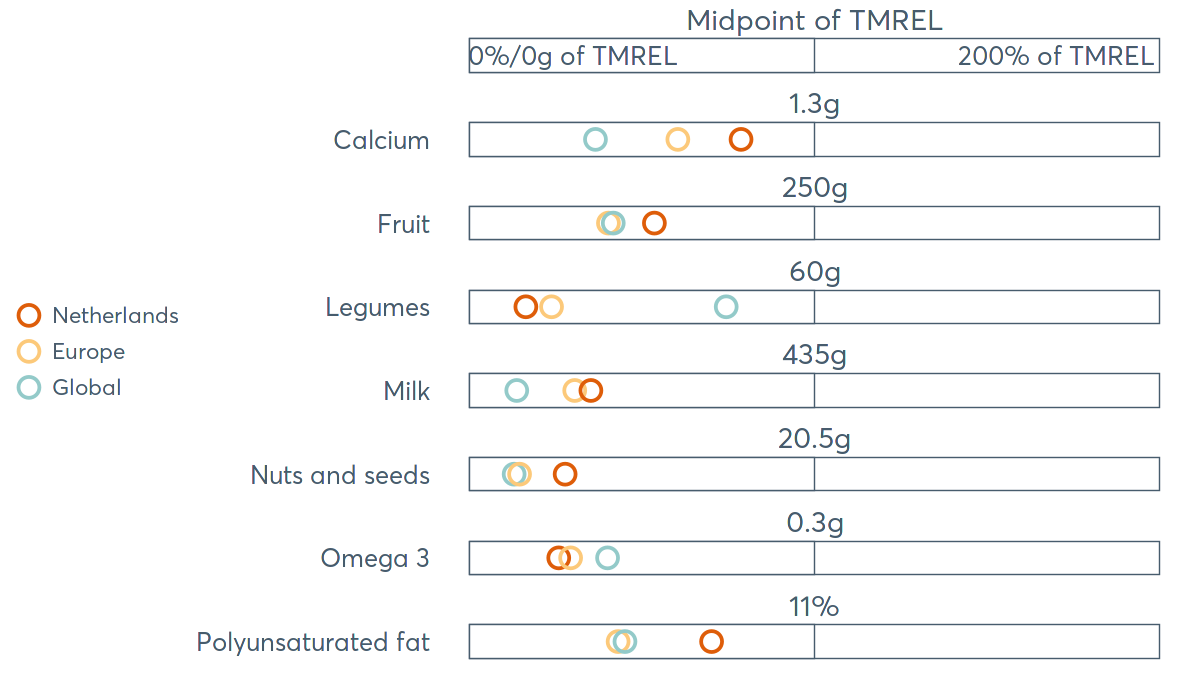 Midpoint of TMREL
0%/0g of TMREL
200% of TMREL
1.3g
Calcium
250g
Fruit
60g
Legumes
435g
Milk
20.5g
Nuts and seeds
0.3g
Omega 3
11%
Polyunsaturated fat
Netherlands
Europe
Global